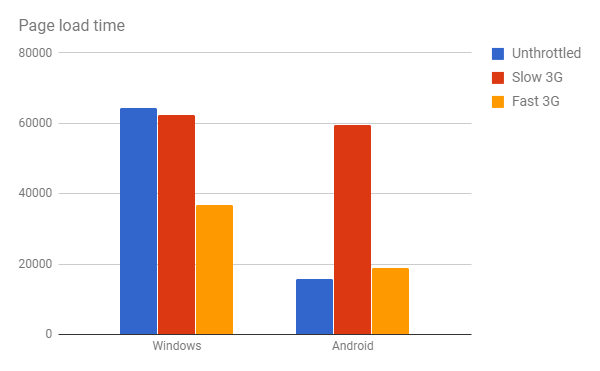 Page load time
80000
60000
40000
20000
0
Windows
Android
Unthrottled
Slow 3G
Fast 3G